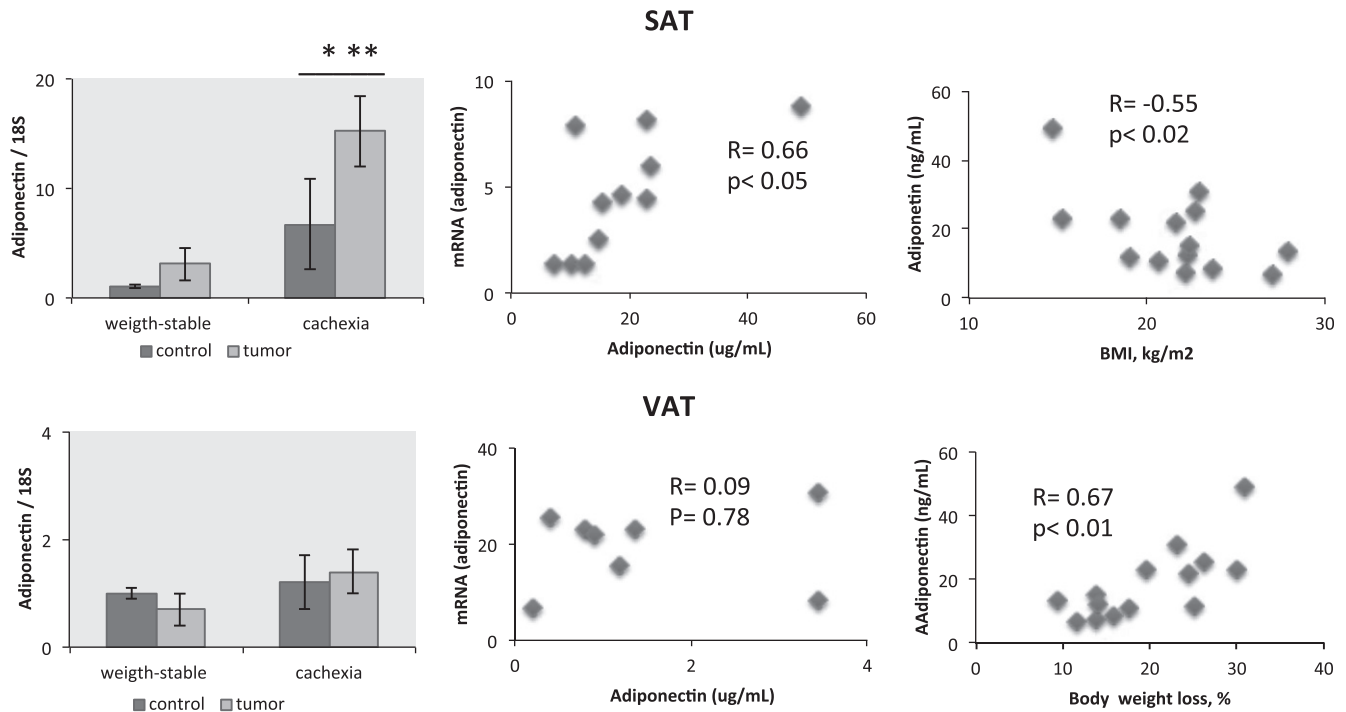 SAT
* **
20
10
0
Adiponectin / 18S
weigth-stable
cachexia
control
tumor
10
5
0
mRNA (adiponectin)
R= 0.66
p< 0.05
0
20
40
60
Adiponectin (ug/mL)
60
40
20
0
Adiponetin (ng/mL)
R= -0.55
p< 0.02
10
20
30
BMI, kg/m2
VAT
4
2
0
Adiponectin / 18S
weigth-stable
cachexia
control
tumor
40
20
0
mRNA (adiponectin)
R= 0.09
P= 0.78
0
2
4
Adiponectin (ug/mL)
60
40
20
0
AAdiponectin (ng/mL)
R= 0.67
p< 0.01
0
10
20
30
40
Body weight loss, %